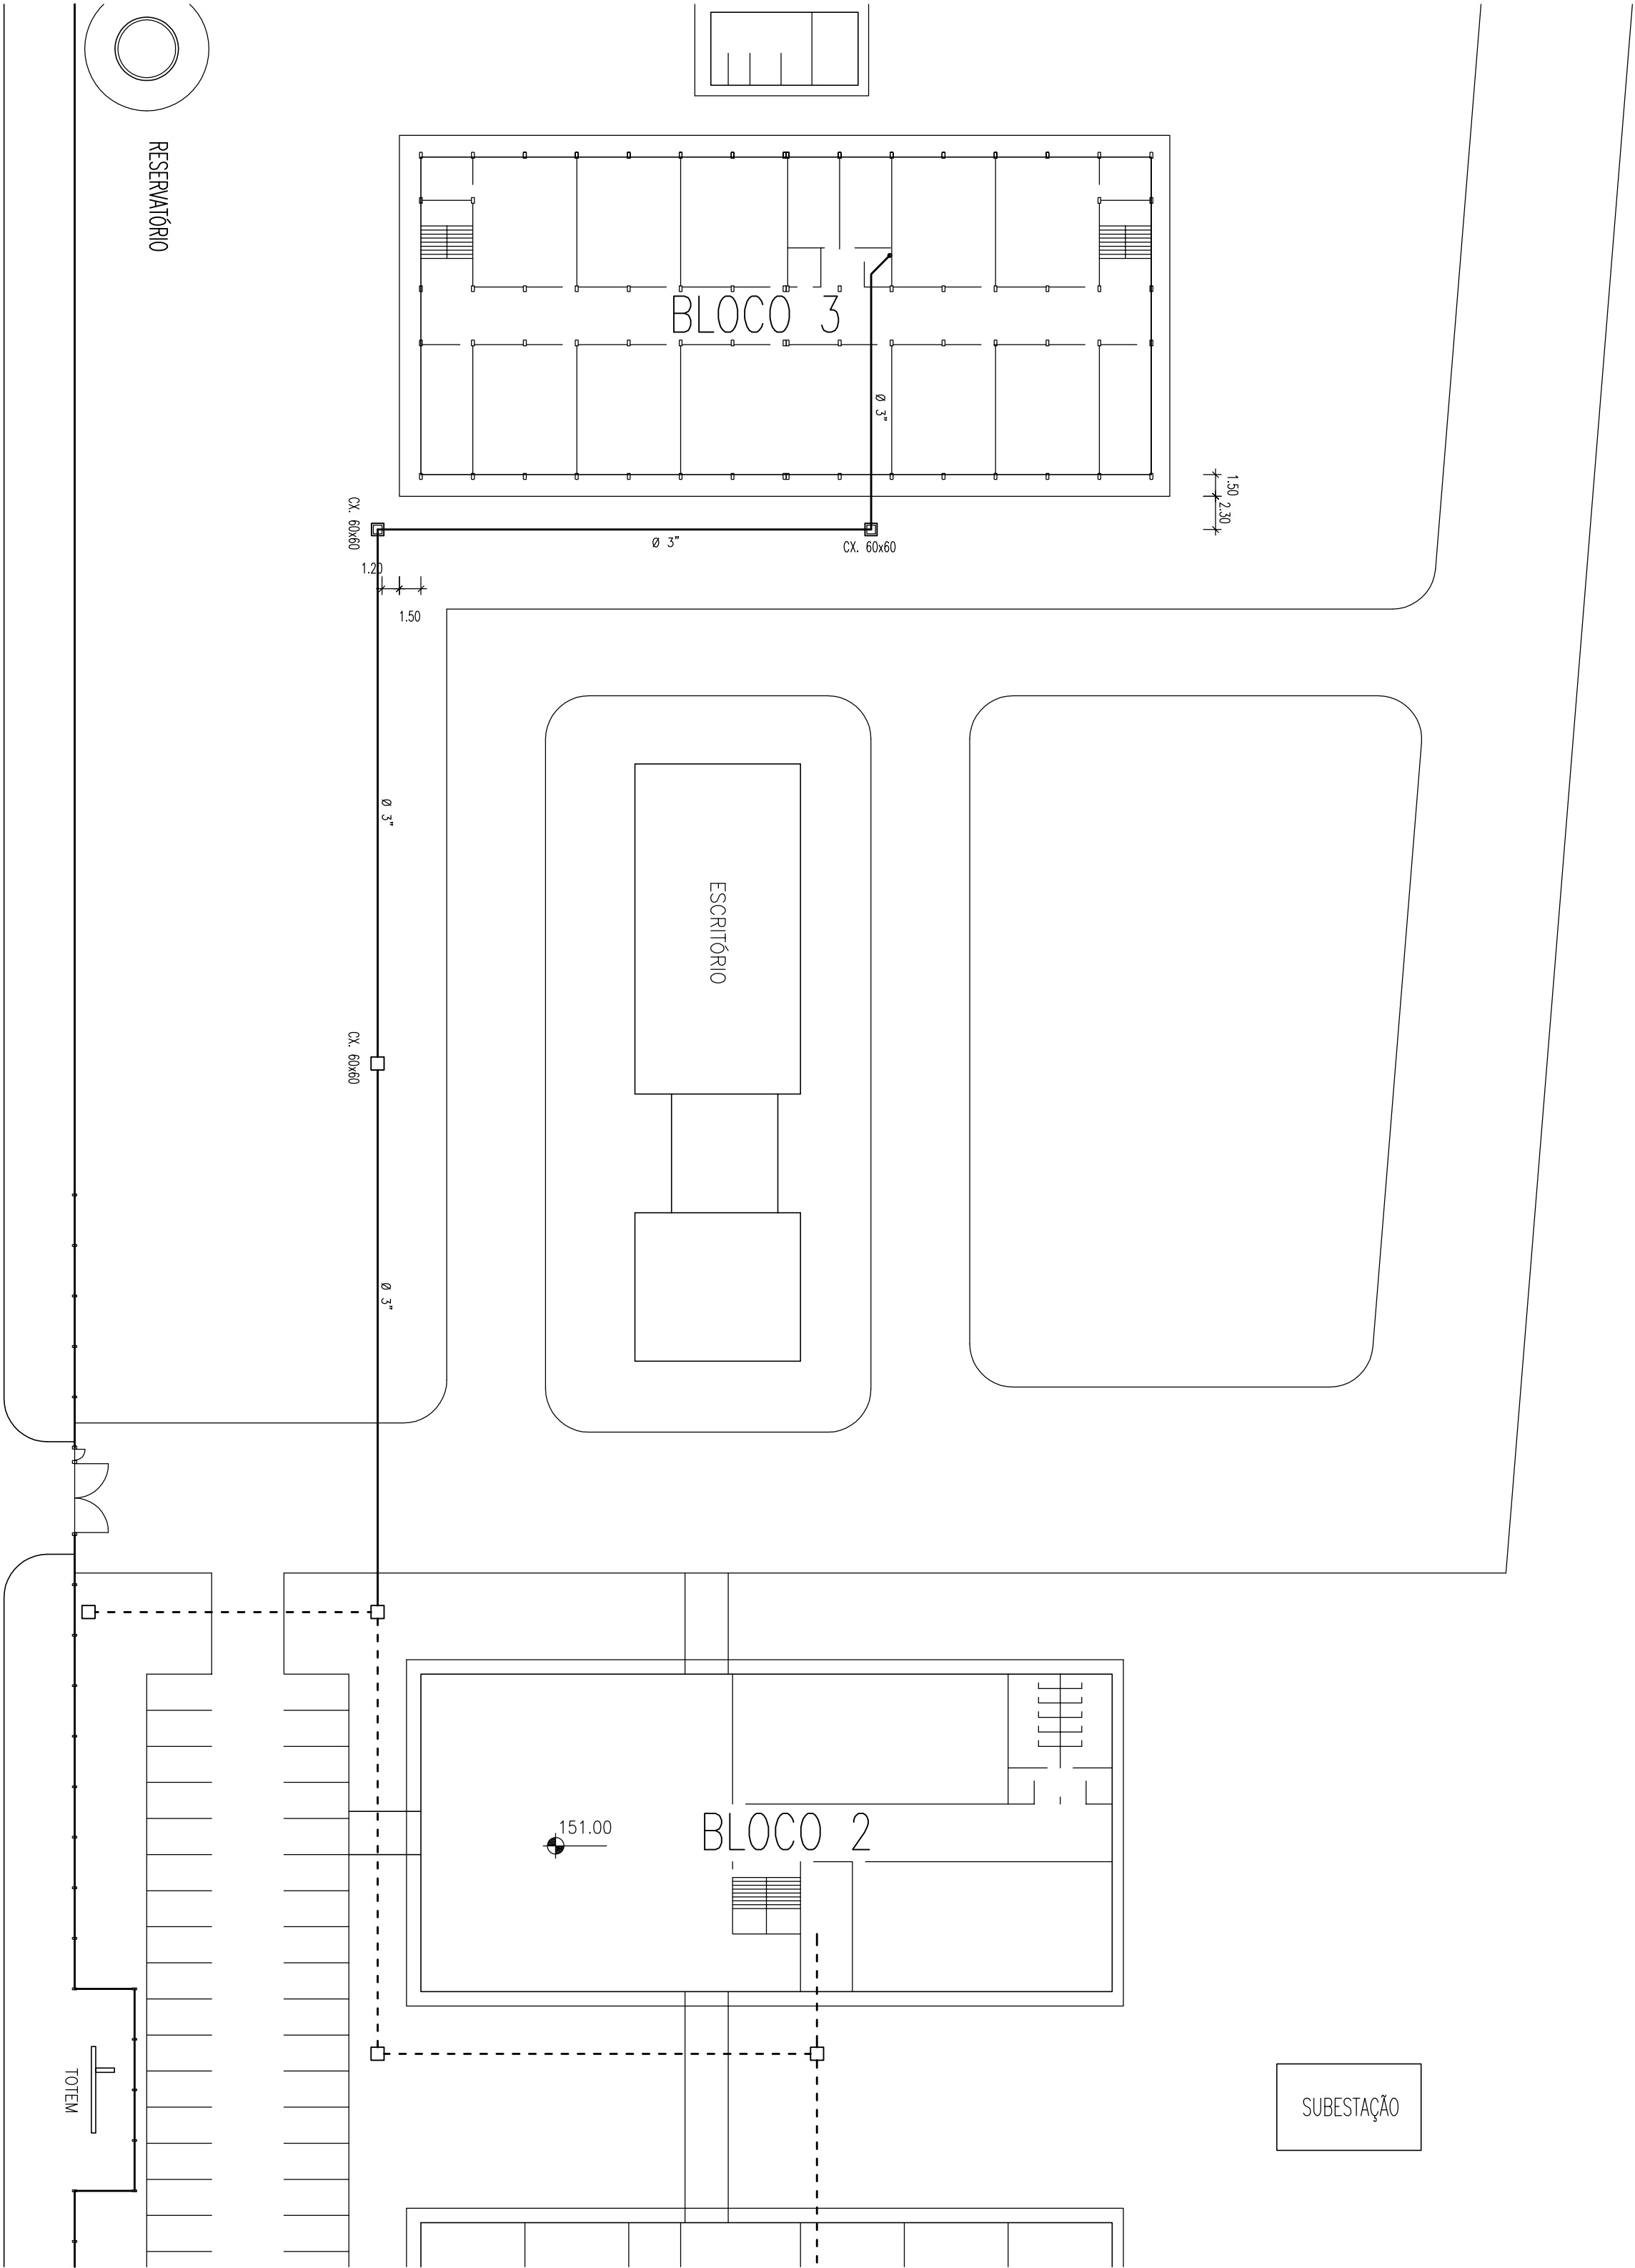 RESERVATÓRIO
BLOCO 3
Ø 3"
1.50
2.30
CX. 60x60
Ø 3"
CX. 60x60
1.20
1.50
Ø 3"
ESCRITÓRIO
CX. 60x60
Ø 3"
151.00
BLOCO 2
TOTEM
SUBESTAÇÃO